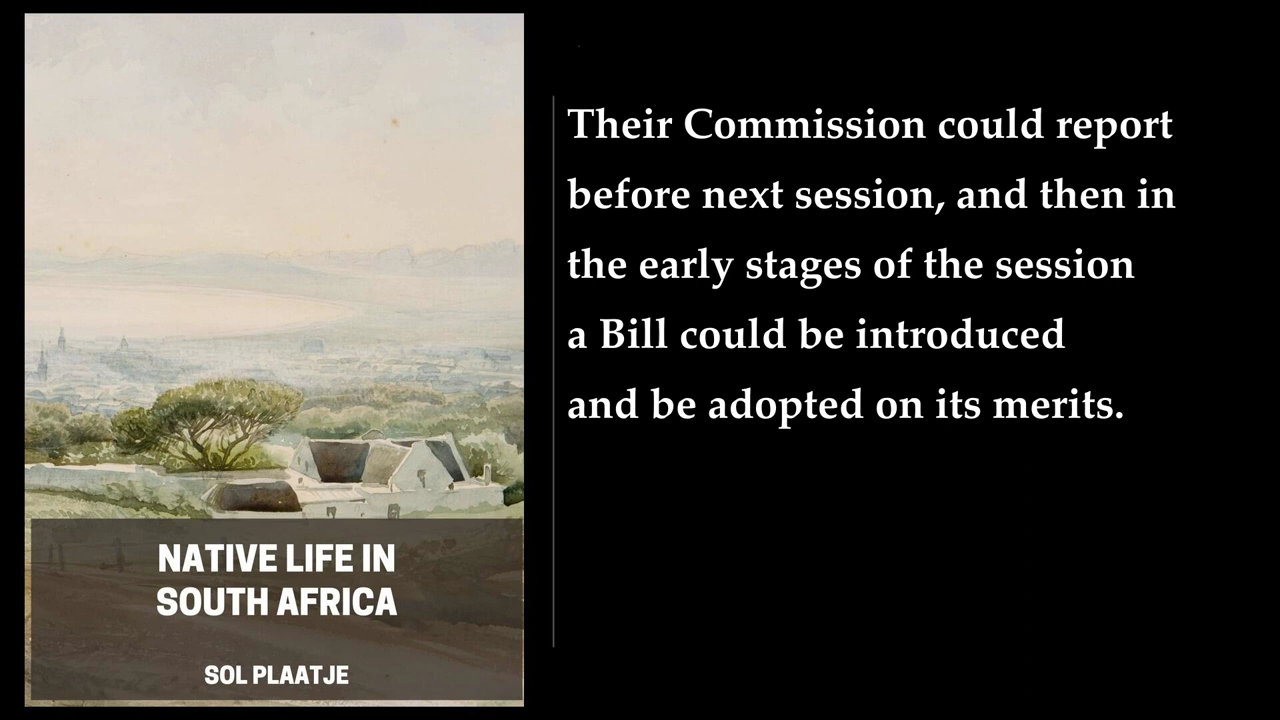 NATIVE LIFE IN
SOUTH AFRICA
SOL PLAATJE
Their Commission could report
before next session, and then in
the early stages of the session
a Bill could be introduced
and be adopted on its merits.